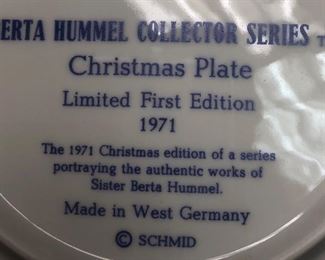 BERTA HUMMEL COLLECTOR SERIES
Christmas Plate
Limited First Edition
1971
The 1971 Christmas edition of a series
portraying the authentic works of
Sister Berta Hummel.
Made in West Germany
© SCHMID